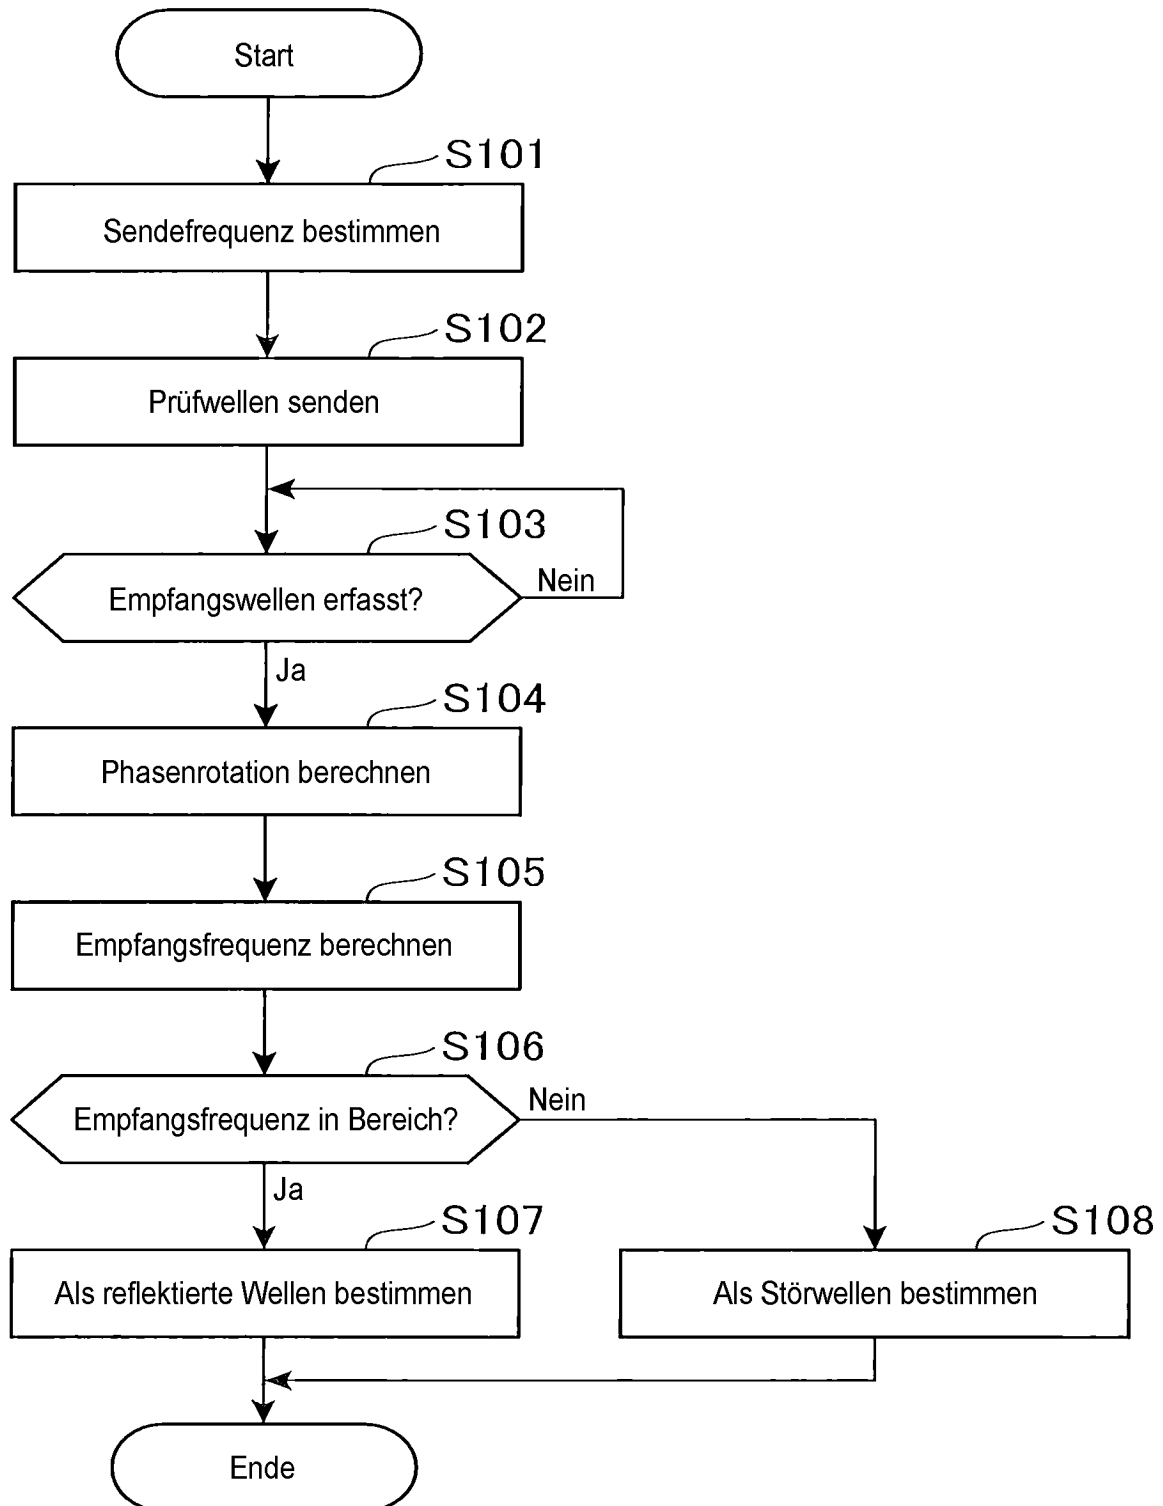 Start
S101
Sendefrequenz bestimmen
S102
Prüfwellen senden
S103
Empfangswellen erfasst?
Nein
Ja
S104
Phasenrotation berechnen
S105
Empfangsfrequenz berechnen
S106
Empfangsfrequenz in Bereich?
Nein
Ja
S107
Als reflektierte Wellen bestimmen
S108
Als Störwellen bestimmen
Ende